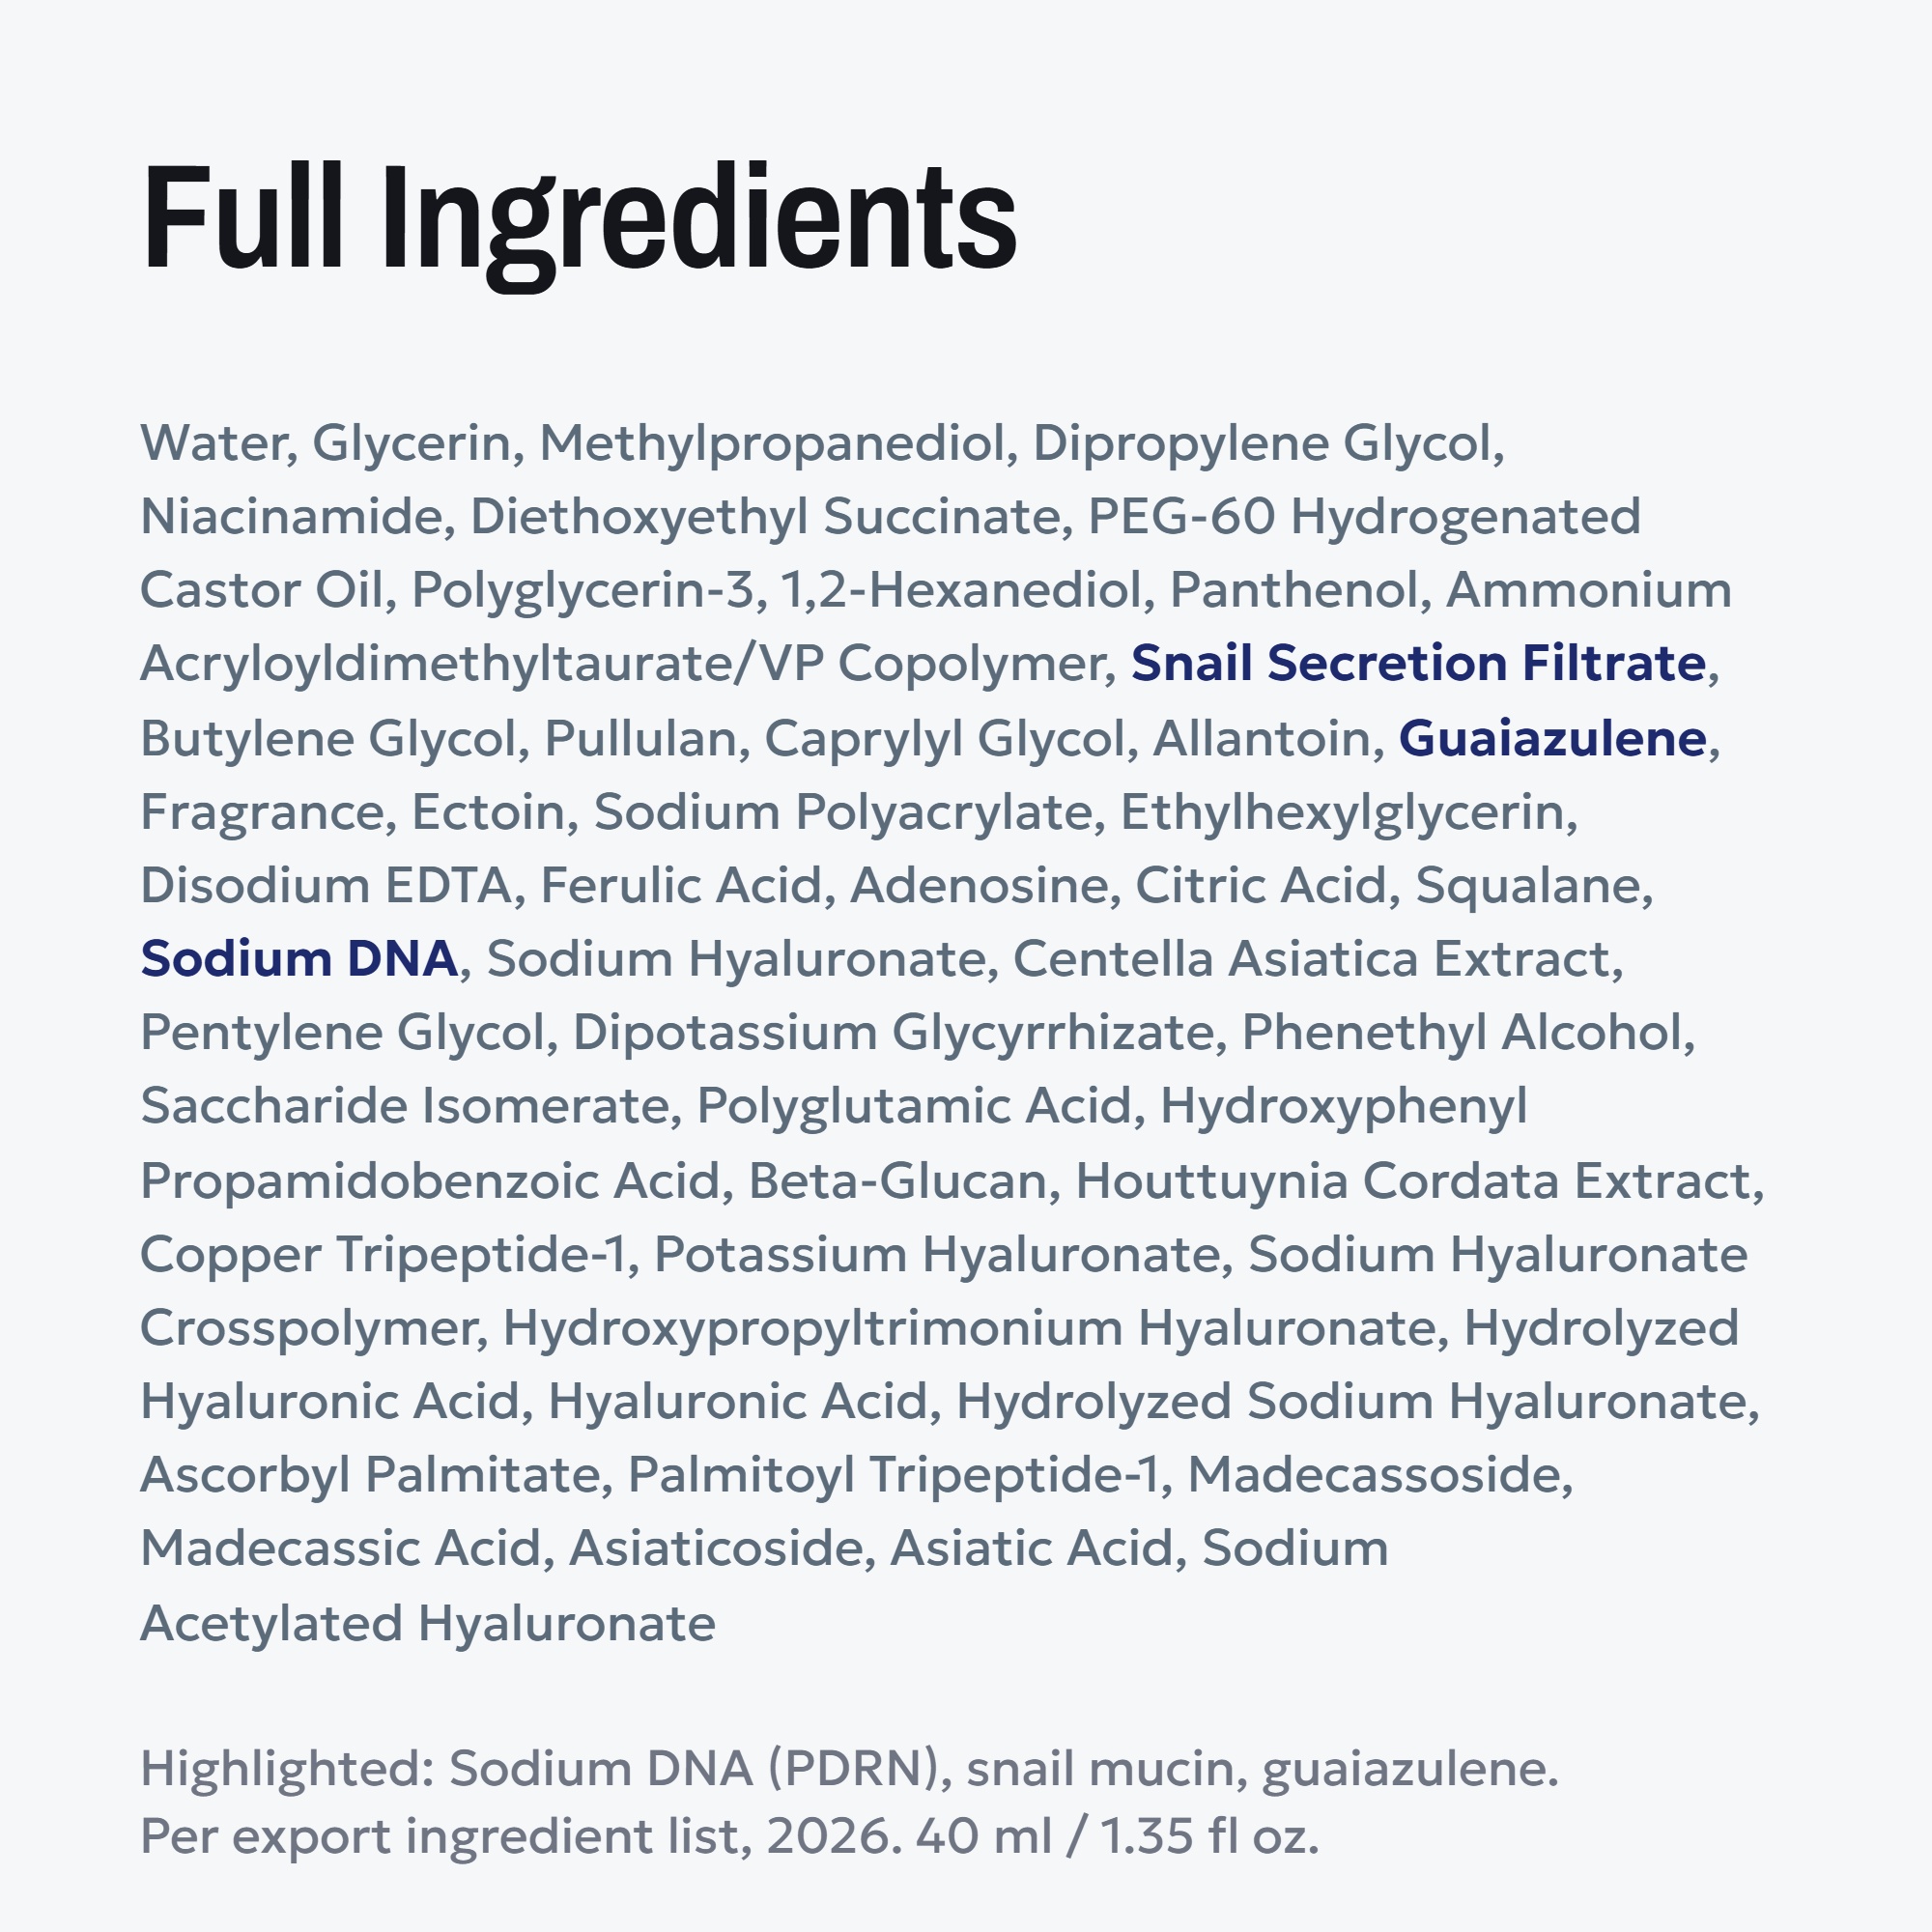 Full Ingredients
Water, Glycerin, Methylpropanediol, Dipropylene Glycol,
Niacinamide, Diethoxyethyl Succinate, PEG-60 Hydrogenated
Castor Oil, Polyglycerin-3, 1,2-Hexanediol, Panthenol, Ammonium
Acryloyldimethyltaurate/VP Copolymer, Snail Secretion Filtrate,
Butylene Glycol, Pullulan, Caprylyl Glycol, Allantoin, Guaiazulene,
Fragrance, Ectoin, Sodium Polyacrylate, Ethylhexylglycerin,
Disodium EDTA, Ferulic Acid, Adenosine, Citric Acid, Squalane,
Sodium DNA, Sodium Hyaluronate, Centella Asiatica Extract,
Pentylene Glycol, Dipotassium Glycyrrhizate, Phenethyl Alcohol,
Saccharide Isomerate, Polyglutamic Acid, Hydroxyphenyl
Propamidobenzoic Acid, Beta-Glucan, Houttuynia Cordata Extract,
Copper Tripeptide-1, Potassium Hyaluronate, Sodium Hyaluronate
Crosspolymer, Hydroxypropyltrimonium Hyaluronate, Hydrolyzed
Hyaluronic Acid, Hyaluronic Acid, Hydrolyzed Sodium Hyaluronate,
Ascorbyl Palmitate, Palmitoyl Tripeptide-1, Madecassoside,
Madecassic Acid, Asiaticoside, Asiatic Acid, Sodium
Acetylated Hyaluronate
Highlighted: Sodium DNA (PDRN), snail mucin, guaiazulene.
Per export ingredient list, 2026. 40 ml / 1.35 fl oz.